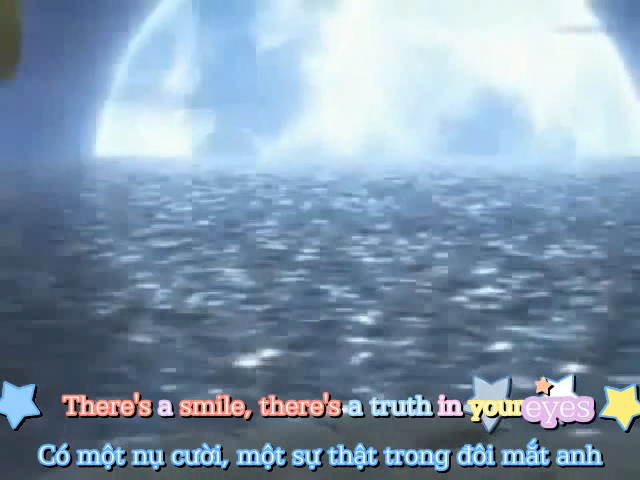 There's a smile, there's a truth in your eyes
Có một nụ cười, một sự thật trong đôi mắt anh